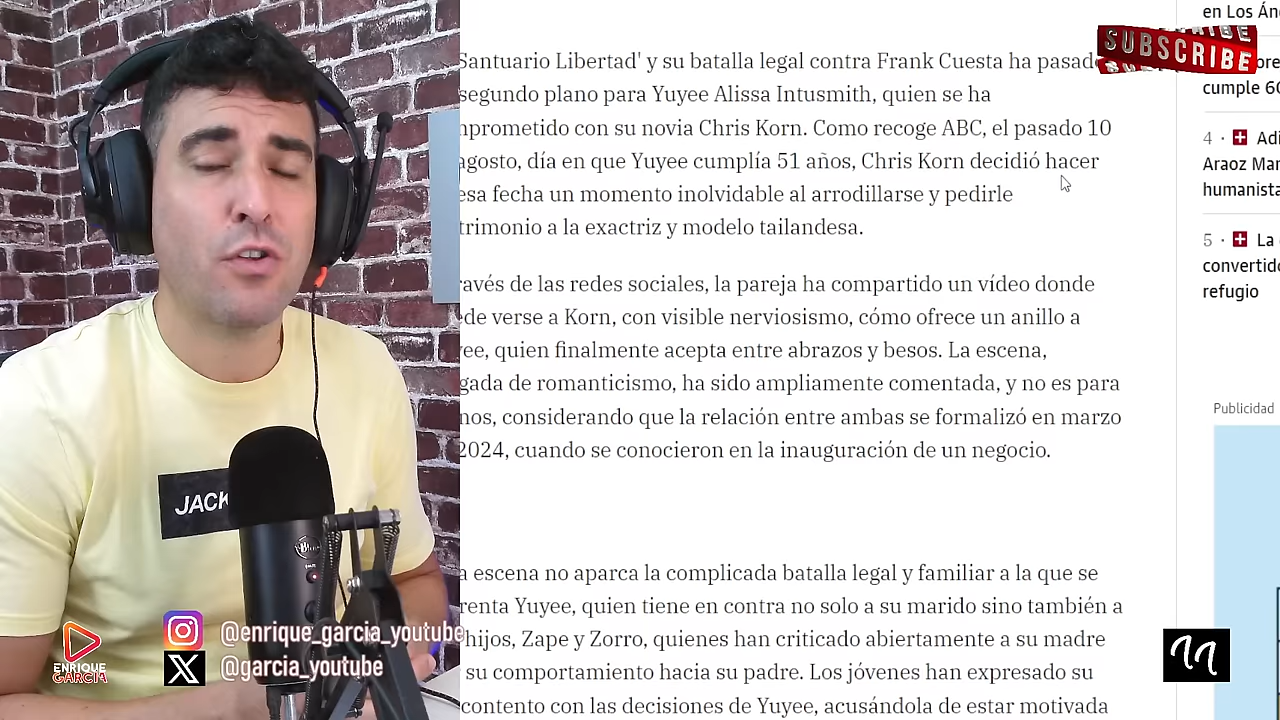 Santuario Libertad' y su batalla legal contra Frank Cuesta ha pasado
segundo plano para Yuyee Alissa Intusmith, quien se ha
mprometido con su novia Chris Korn. Como recoge ABC, el pasado 10
agosto, día en que Yuyee cumplía 51 años, Chris Korn decidió hacer
esa fecha un momento inolvidable al arrodillarse y pedirle
trimonio a la exactriz y modelo tailandesa.
ravés de las redes sociales, la pareja ha compartido un vídeo donde
ede verse a Korn, con visible nerviosismo, cómo ofrece un anillo a
yee, quien finalmente acepta entre abrazos y besos. La escena,
gada de romanticismo, ha sido ampliamente comentada, y no es para
nos, considerando que la relación entre ambas se formalizó en marzo
2024, cuando se conocieron en la inauguración de un negocio.
a escena no aparca la complicada batalla legal y familiar a la que se
renta Yuyee, quien tiene en contra no solo a su marido sino también a
hijos, Zape y Zorro, quienes han criticado abiertamente a su madre
su comportamiento hacia su padre. Los jóvenes han expresado su
contento con las decisiones de Yuyee, acusándola de estar motivada
en Los Án
SUBSCRIBE
bre
cumple 60
4 · Adi
Araoz Mar
humanista
5 · La
convertido
refugio
Publicidad
JACK
@enrique_garcia_youtube
@garcia_youtube
ENRIQUE
GARCIA